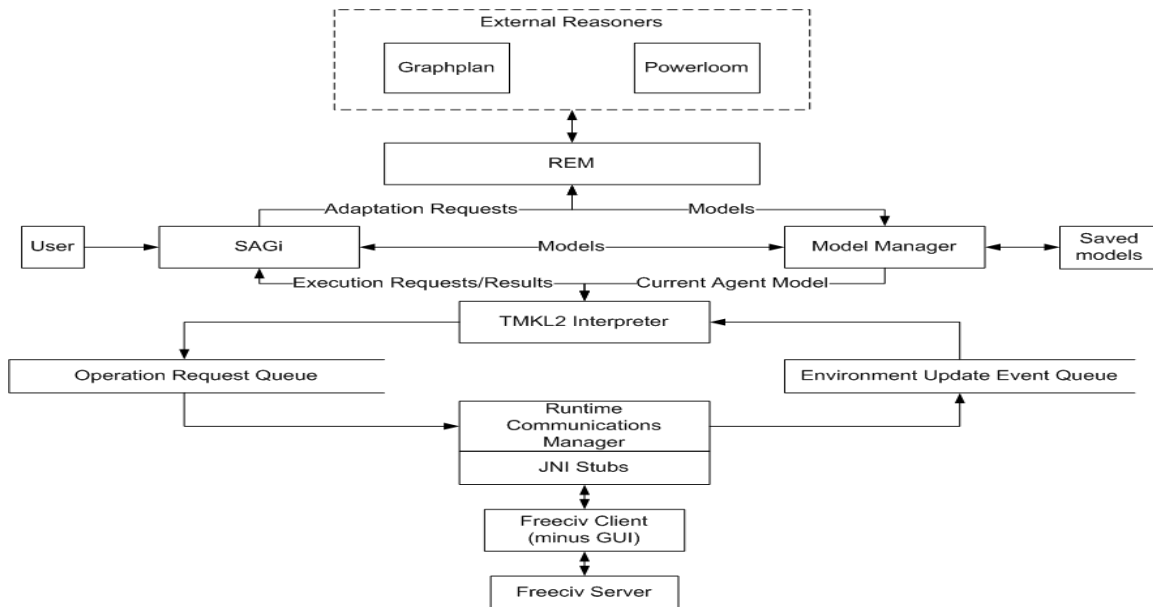 External Reasoners
Graphplan
Powerloom
REM
Adaptation Requests
Models
User
SAGi
Models
Model Manager
Saved
models
Execution Requests/Results
Current Agent Model
TMKL2 Interpreter
Operation Request Queue
Environment Update Event Queue
Runtime
Communications
Manager
JNI Stubs
Freeciv Client
(minus GUI)
Freeciv Server